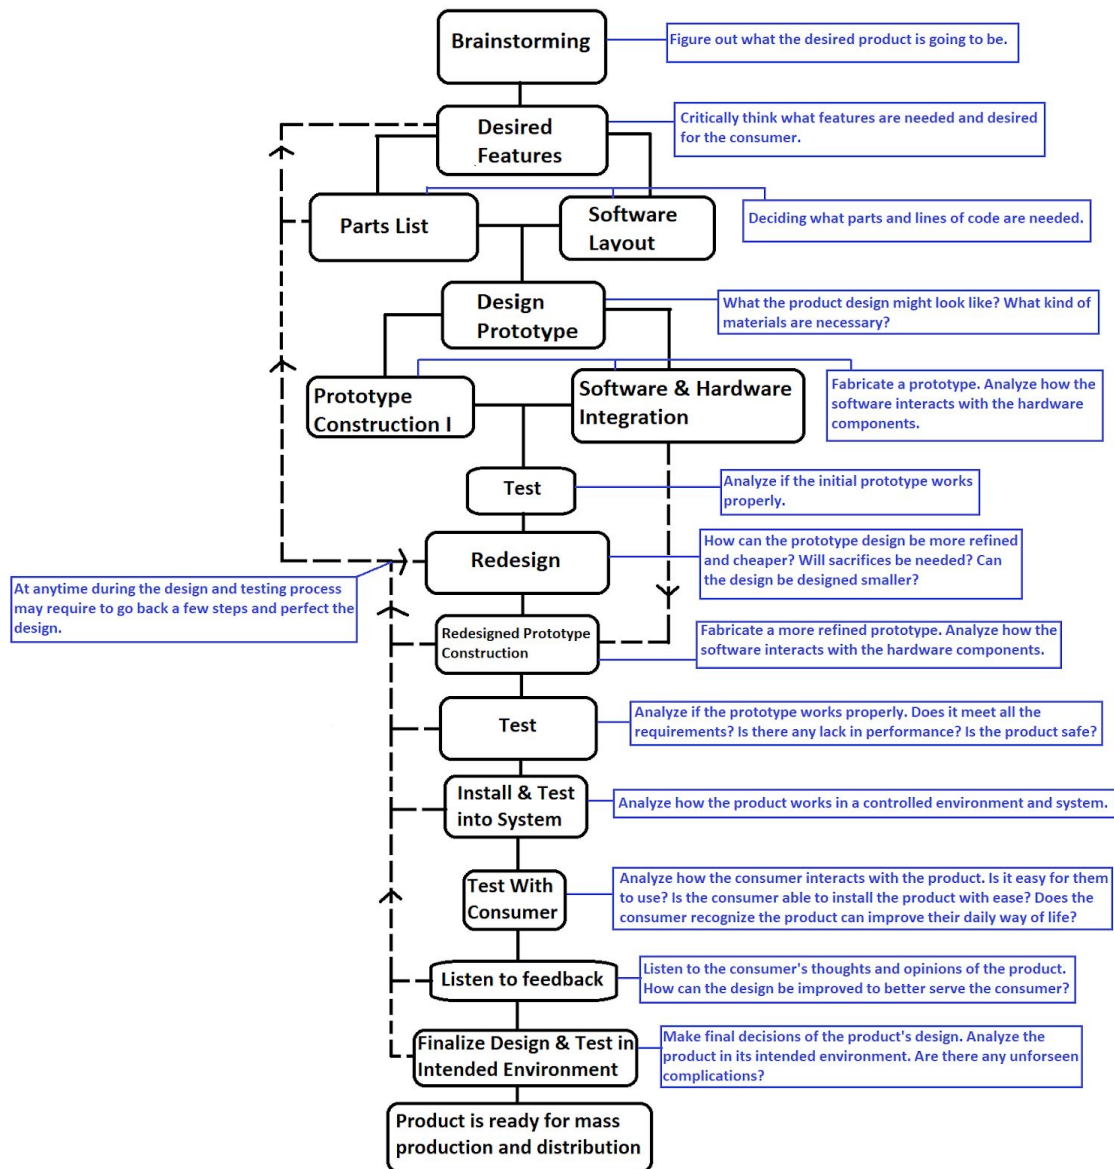 Brainstorming
Figure out what the desired product is going to be.
Desired
Features
Critically think what features are needed and desired
for the consumer.
Parts List
Software
Layout
Deciding what parts and lines of code are needed.
Design
Prototype
What the product design might look like? What kind of
materials are necessary?
Prototype
Construction I
Software & Hardware
Integration
Fabricate a prototype. Analyze how the
software interacts with the hardware
components.
Test
Analyze if the initial prototype works
properly.
Redesign
How can the prototype design be more refined
and cheaper? Will sacrifices be needed? Can
the design be designed smaller?
At anytime during the design and testing process
may require to go back a few steps and perfect the
design.
Redesigned Prototype
Construction
Fabricate a more refined prototype. Analyze how the
software interacts with the hardware components.
Test
Analyze if the prototype works properly. Does it meet all the
requirements? Is there any lack in performance? Is the product safe?
Install & Test
into System
Analyze how the product works in a controlled environment and system.
Test With
Consumer
Analyze how the consumer interacts with the product. Is it easy for them
to use? Is the consumer able to install the product with ease? Does the
consumer recognize the product can improve their daily way of life?
Listen to feedback
Listen to the consumer's thoughts and opinions of the product.
How can the design be improved to better serve the consumer?
Finalize Design & Test in
Intended Environment
Make final decisions of the product's design. Analyze the
product in its intended environment. Are there any unforseen
complications?
Product is ready for mass
production and distribution